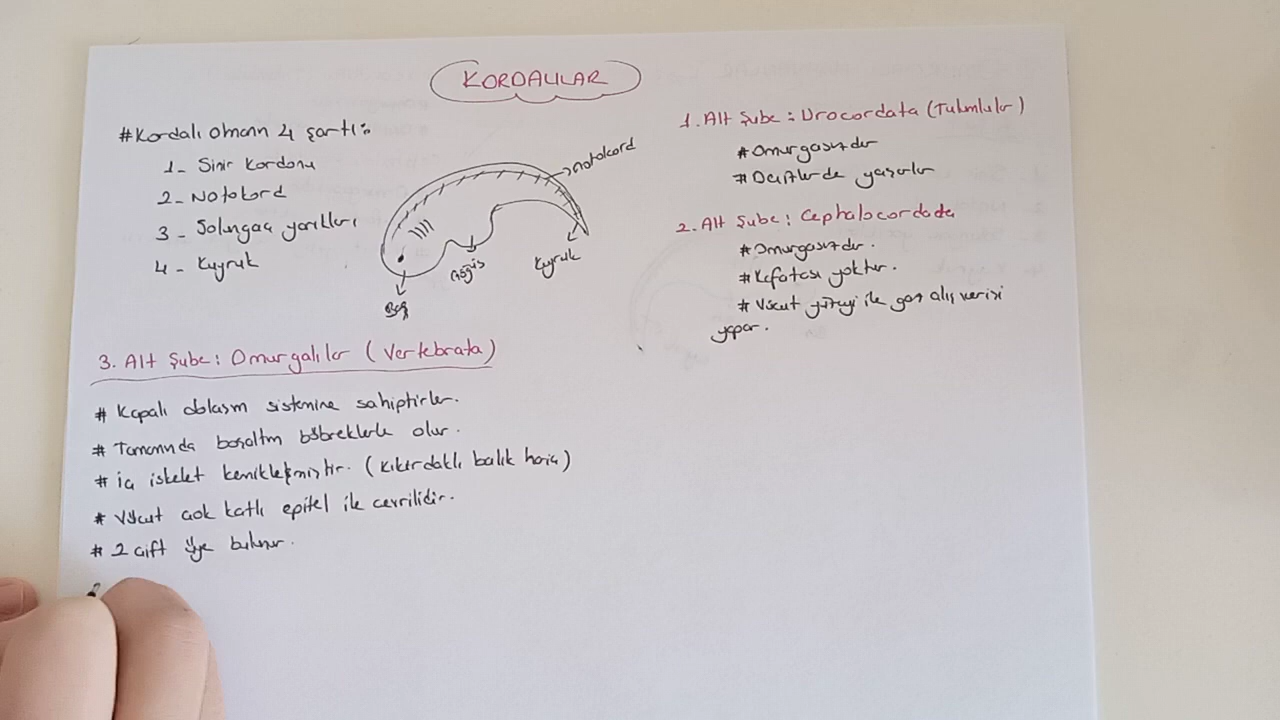 KORDALILAR
#Kordalı olmanın 4 şartı:
1- Sinir kordonu
2- Notokord
3- Solungaç yarıkları
4- Kuyruk
notokord
Göğüs
Kuyruk
Baş
1. Alt Şube: Urocordata (Tulumlular)
#Omurgasızdır
#Denizlerde yaşarlar
2. Alt Şube: Cephalocordada
#Omurgasızdır.
#Kafatası yoktur.
#Vücut yüzeyi ile gaz alış verişi
yapar.
3. Alt Şube: Omurgalılar (Vertebrata)
# Kapalı dolaşım sistemine sahiptirler.
# Tamamında boşaltım böbreklerle olur.
# İç iskelet kemikleşmiştir. (Kıkırdaklı balık hariç)
# Vücut çok katlı epitel ile çevrilidir.
# 2 çift üye bulunur.